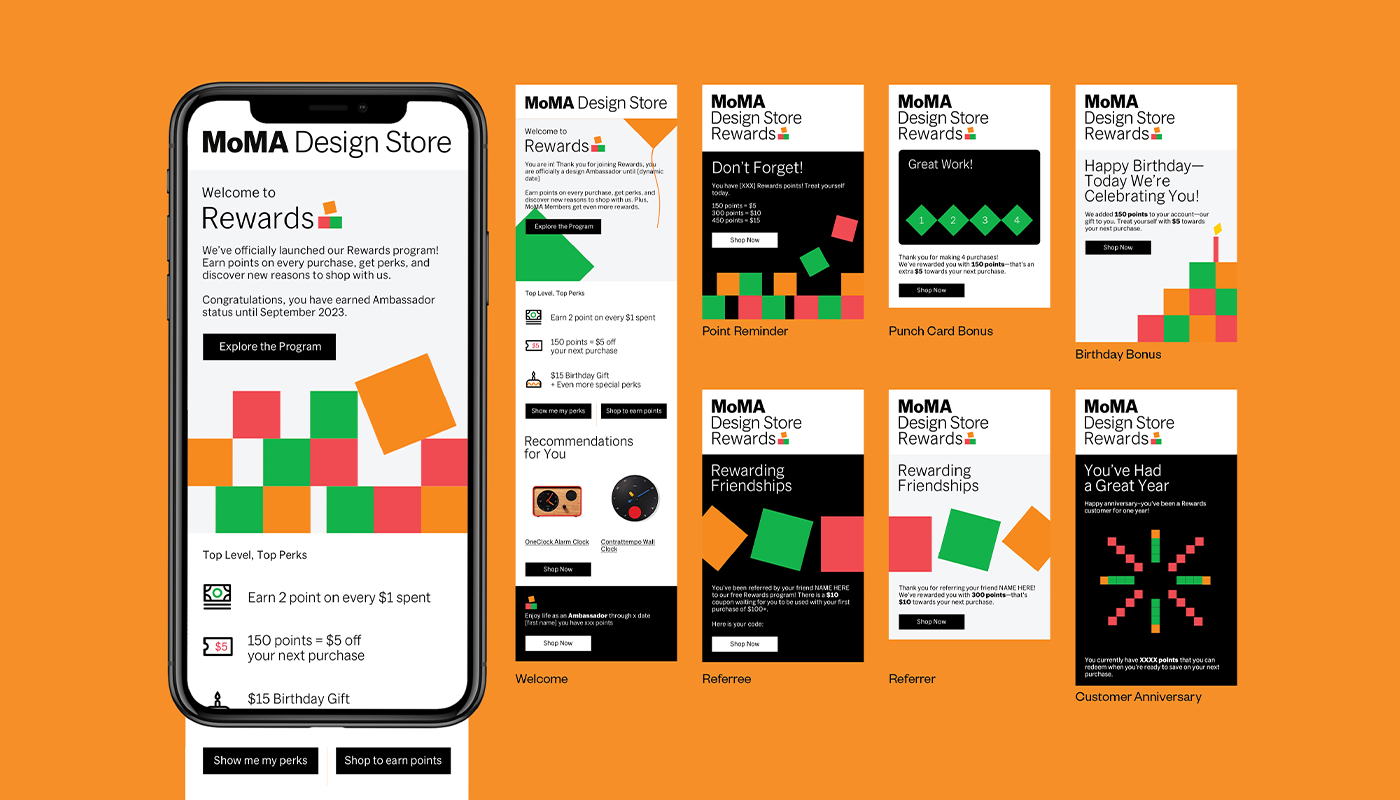 MoMA Design Store
Welcome to
Rewards
We've officially launched our Rewards program!
Earn points on every purchase, get perks, and
discover new reasons to shop with us.
Congratulations, you have earned Ambassador
status until September 2023.
Explore the Program
Top Level, Top Perks
Earn 2 point on every $1 spent
$5
150 points = $5 off
your next purchase
$15 Birthday Gift
Show me my perks
Shop to earn points
MoMA Design Store
Welcome to
Rewards
You are in! Thank you for joining Rewards, you
are officially a design Ambassador until [dynamic
date]
Earn points on every purchase, get perks, and
discover new reasons to shop with us. Plus,
MoMA Members get even more rewards.
Explore the Program
Top Level, Top Perks
Earn 2 point on every $1 spent
$5
150 points = $5 off
your next purchase
$15 Birthday Gift
+ Even more special perks
Show me my perks
Shop to earn points
Recommendations
for You
OneClock Alarm Clock
Contrattempo Wall
Clock
Shop Now
Enjoy life as an Ambassador through x date
[first name] you have xxx points
Shop Now
Welcome
MoMA
Design Store
Rewards
Don't Forget!
You have [XXX] Rewards points! Treat yourself
today.
150 points = $5
300 points = $10
450 points = $15
Shop Now
Point Reminder
MoMA
Design Store
Rewards
Great Work!
1 2 3 4
Thank you for making 4 purchases!
We've rewarded you with 150 points—that's an
extra $5 towards your next purchase.
Shop Now
Punch Card Bonus
MoMA
Design Store
Rewards
Happy Birthday—
Today We're
Celebrating You!
We added 150 points to your account—our
gift to you. Treat yourself with $5 towards
your next purchase.
Shop Now
Birthday Bonus
MoMA
Design Store
Rewards
Rewarding
Friendships
You've been referred by your friend NAME HERE
to our free Rewards program! There is a $10
coupon waiting for you to be used with your first
purchase of $100+.
Here is your code:
Shop Now
Referree
MoMA
Design Store
Rewards
Rewarding
Friendships
Thank you for referring your friend NAME HERE!
We've rewarded you with 300 points—that's
$10 towards your next purchase.
Shop Now
Referrer
MoMA
Design Store
Rewards
You've Had
a Great Year
Happy anniversary–you've been a Rewards
customer for one year!
You currently have XXXX points that you can
redeem when you're ready to save on your next
purchase.
Customer Anniversary